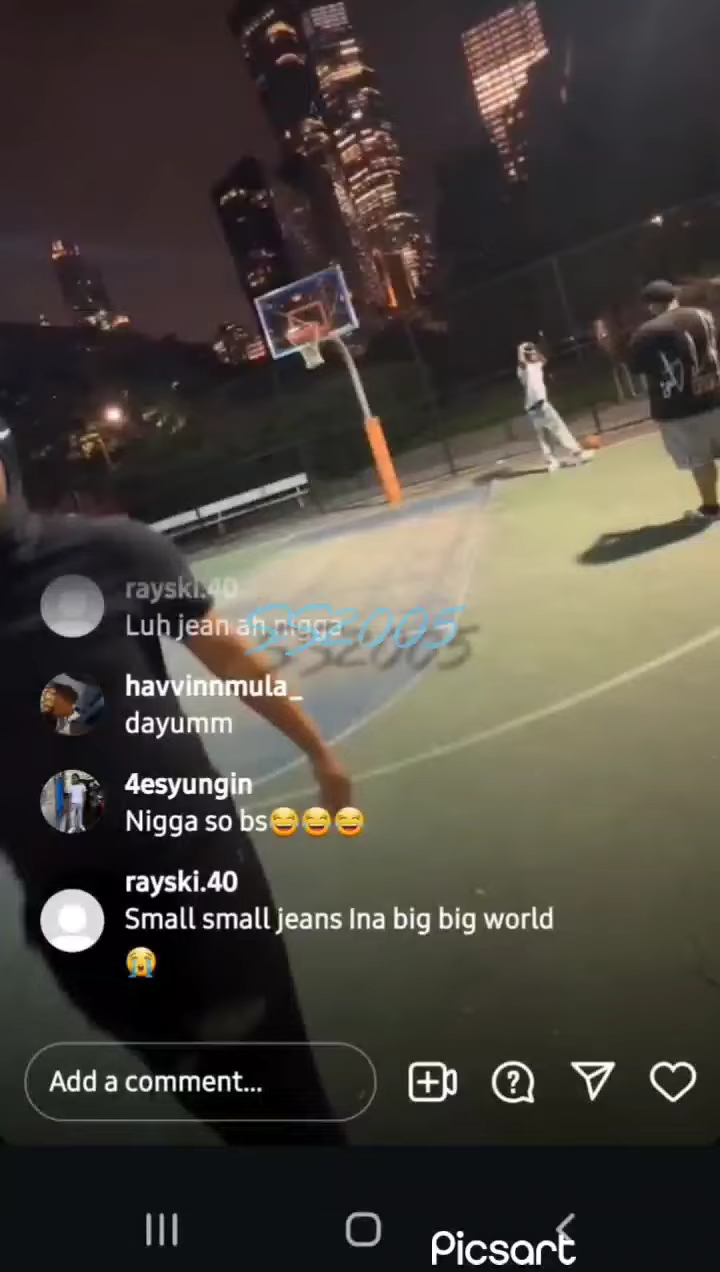 rayski.40
Luh jean ah nigga
SS2005
havvinnmula_
dayumm
4esyungin
Nigga so bs😂😂😂
rayski.40
Small small jeans Ina big big world
😭
Add a comment...
Picsart